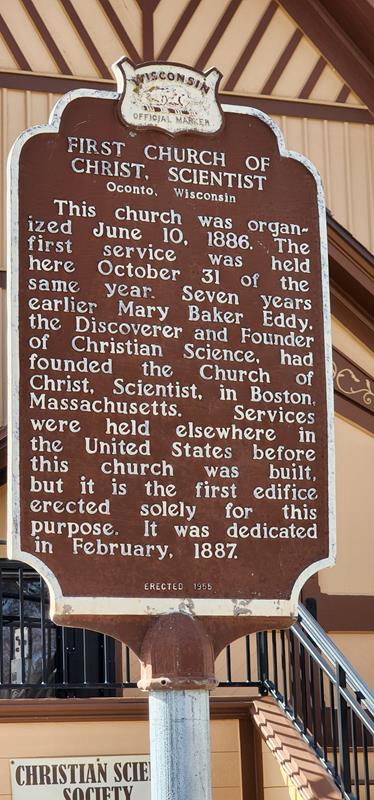 WISCONSIN
OFFICIAL MARKER
FIRST CHURCH OF
CHRIST, SCIENTIST
Oconto, Wisconsin
This church was organ-
ized June 10, 1886. The
first service was held
here October 31 of the
same year. Seven years
earlier Mary Baker Eddy,
the Discoverer and Founder
of Christian Science, had
founded the Church of
Christ, Scientist, in Boston,
Massachusetts. Services
were held elsewhere in
the United States before
this church was built,
but it is the first edifice
erected solely for this
purpose. It was dedicated
in February, 1887.
ERECTED 1955
CHRISTIAN SCIE
SOCIETY